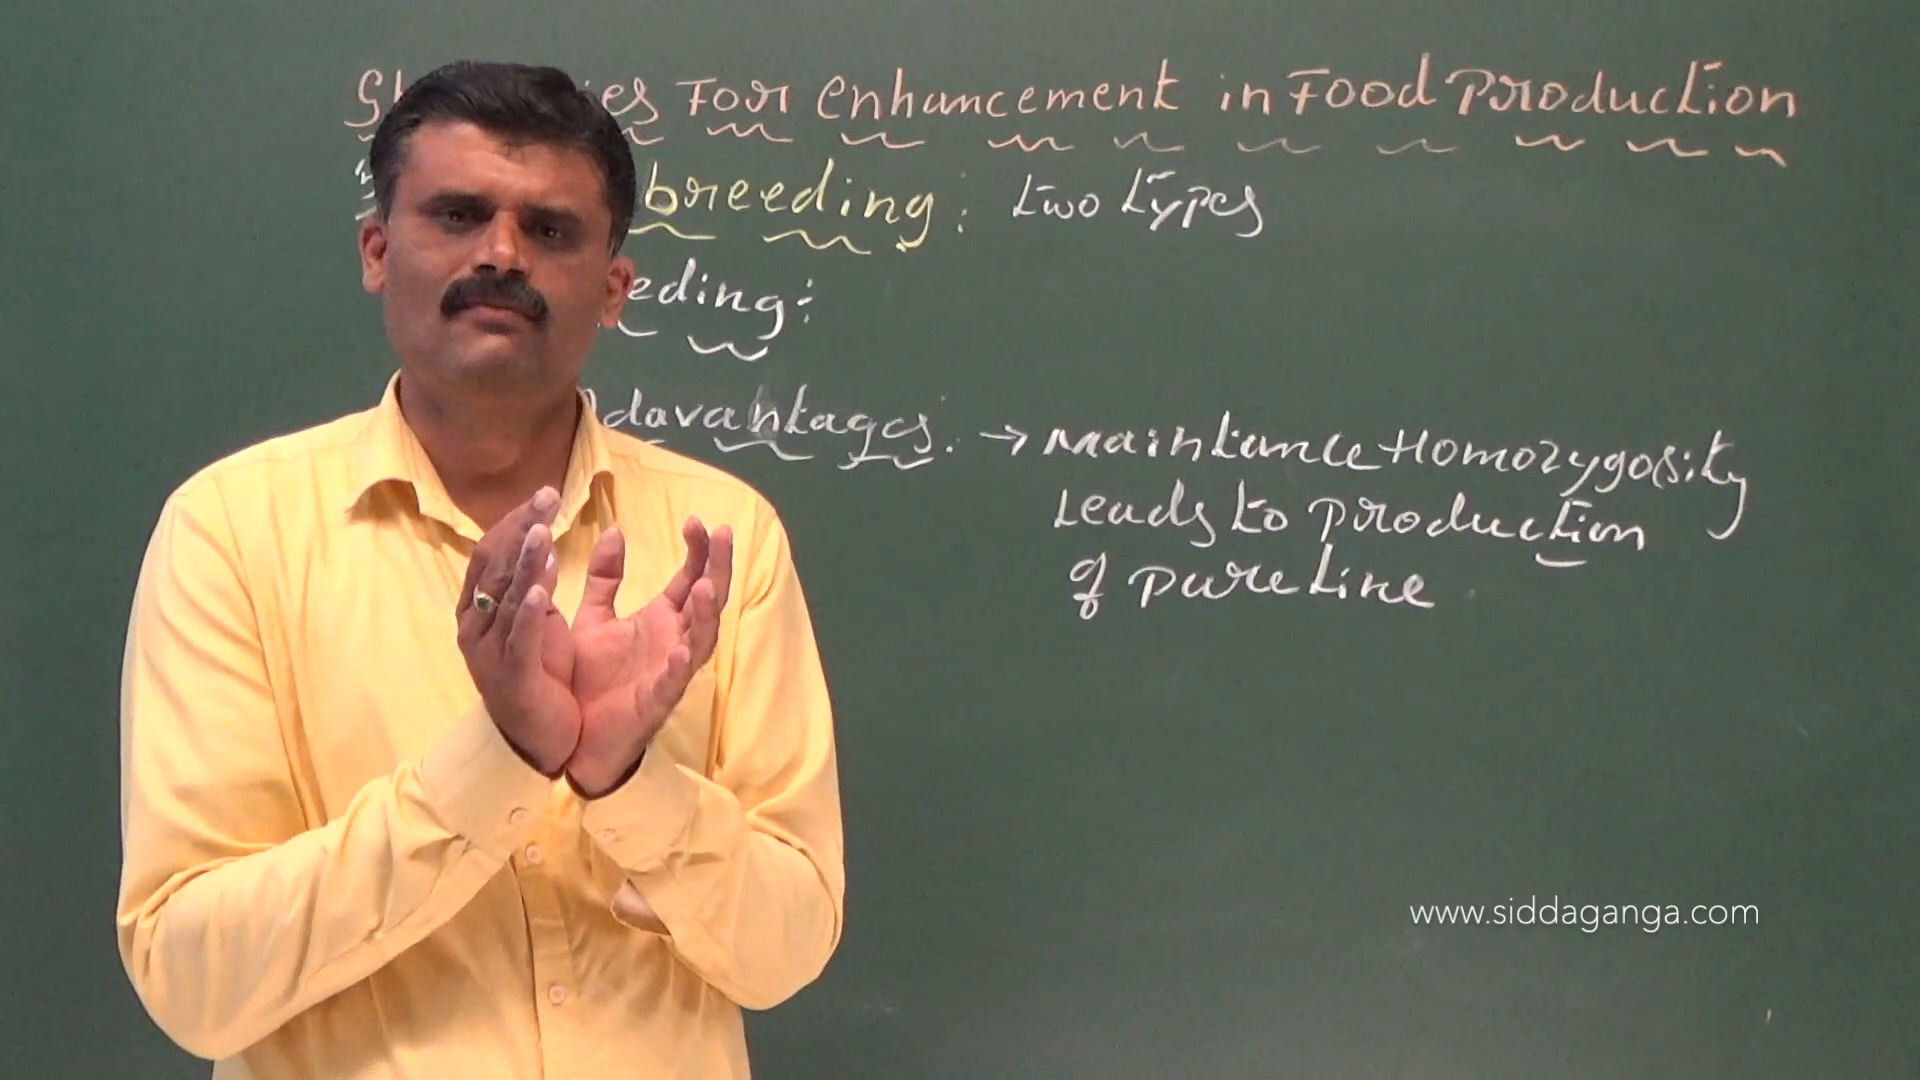 For enhancement in Food Production
breeding: two types
eding:
davantages. → Maintance Homozygosity
Leads to production
of pure line
www.siddaganga.com